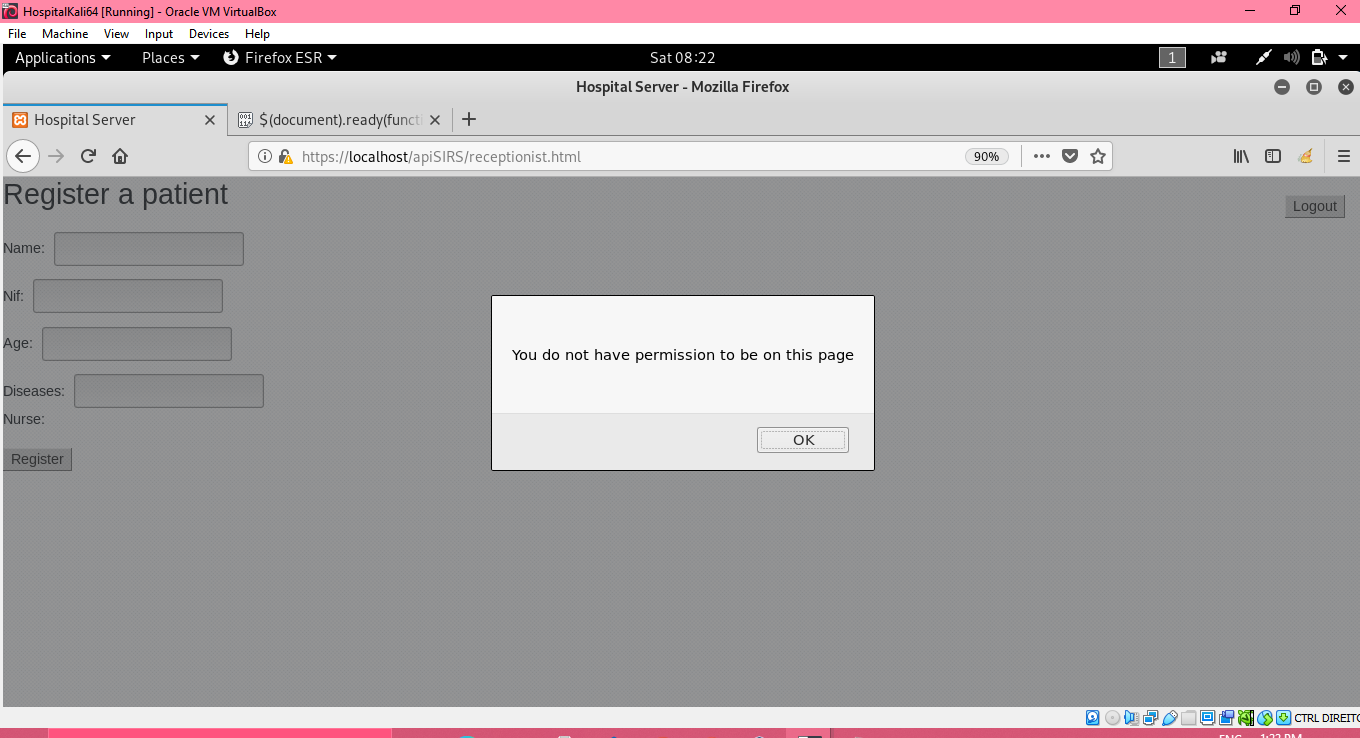 HospitalKali64 [Running] - Oracle VM VirtualBox
File Machine View Input Devices Help
Applications Places Firefox ESR Sat 08:22 1
Hospital Server - Mozilla Firefox
Hospital Server $(document).ready(functi
https://localhost/apiSIRS/receptionist.html 90%
Register a patient
Logout
Name:
Nif:
Age:
Diseases:
Nurse:
Register
You do not have permission to be on this page
OK
CTRL DIREITO